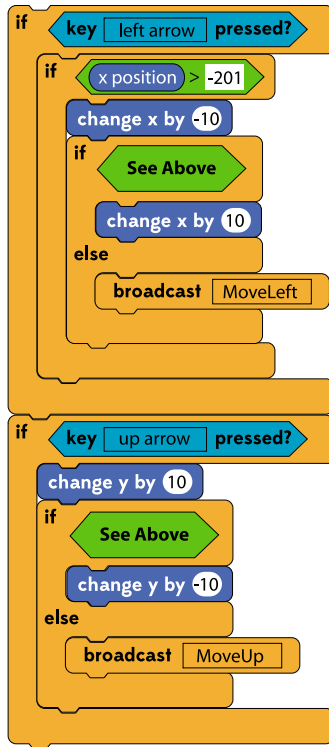 if key left arrow pressed?
if x position > -201
change x by -10
if
See Above
change x by 10
else
broadcast MoveLeft
if key up arrow pressed?
change y by 10
if
See Above
change y by -10
else
broadcast MoveUp